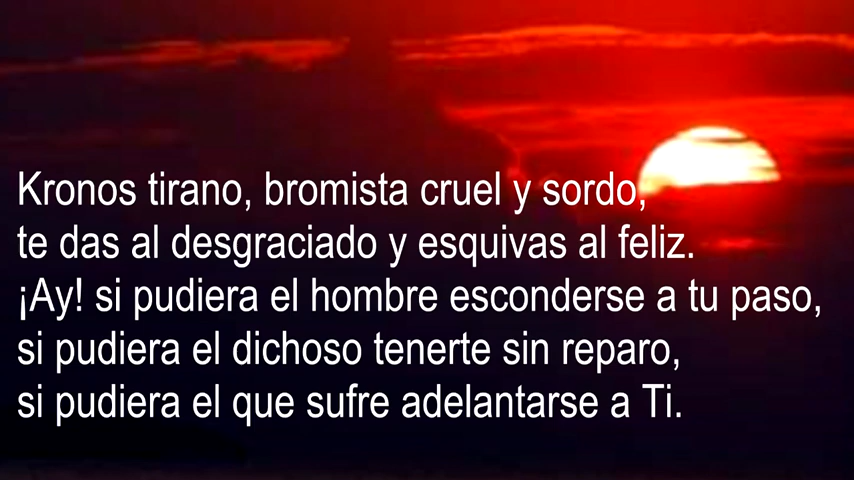 Kronos tirano, bromista cruel y sordo,
te das al desgraciado y esquivas al feliz.
¡Ay! si pudiera el hombre esconderse a tu paso,
si pudiera el dichoso tenerte sin reparo,
si pudiera el que sufre adelantarse a Ti.